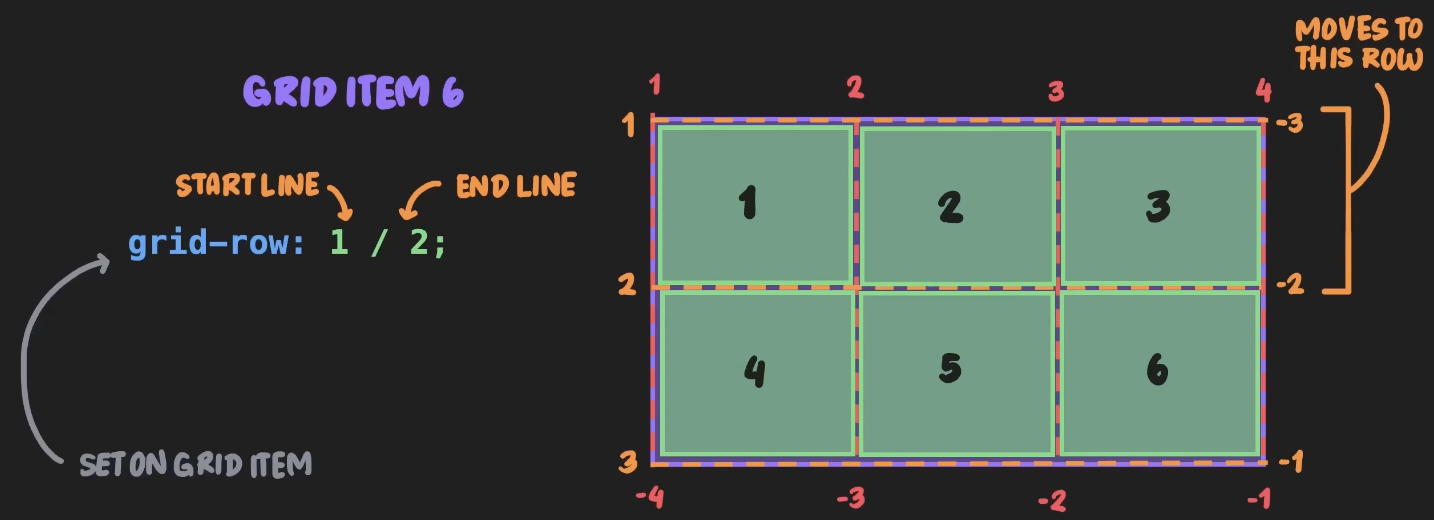 MOVES TO
THIS ROW
GRID ITEM 6
1 2 3 4
1 -3
START LINE END LINE
grid-row: 1 / 2;
1 2 3
2 -2
4 5 6
SET ON GRID ITEM
3 -1
-4 -3 -2 -1